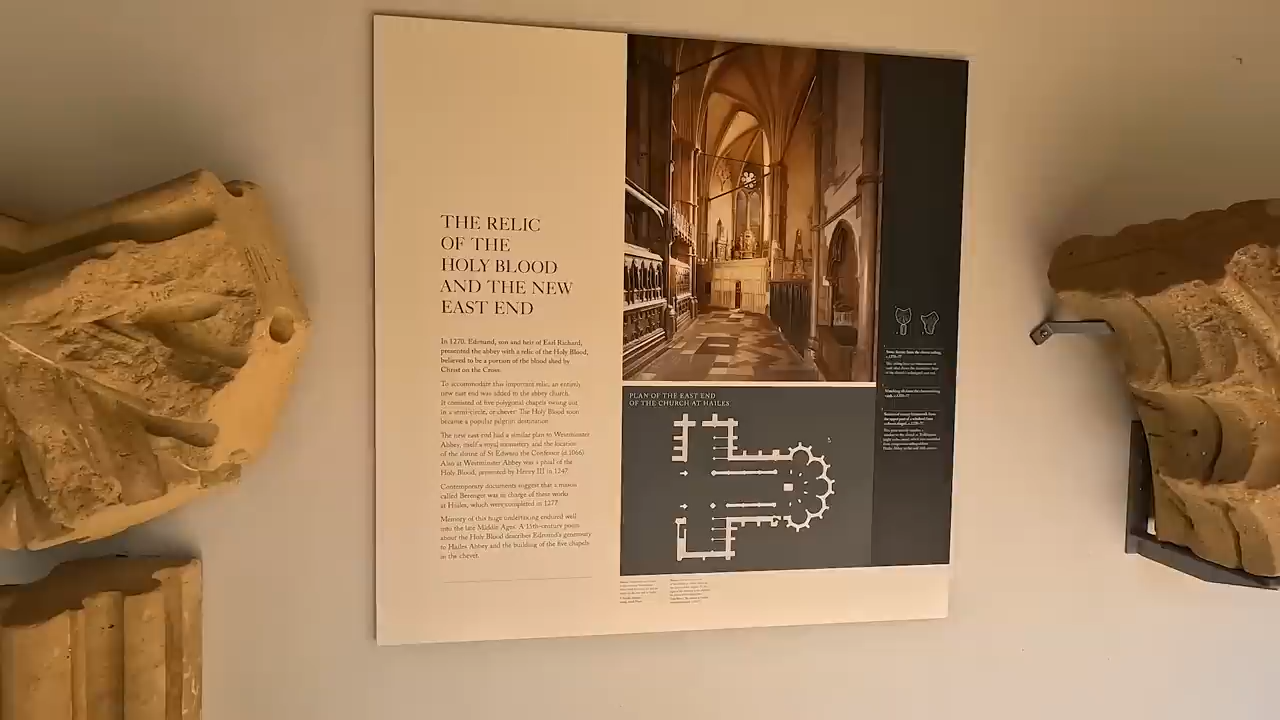 THE RELIC
OF THE
HOLY BLOOD
AND THE NEW
EAST END
In 1270, Edmund, son and heir of Earl Richard,
presented the abbey with a relic of the Holy Blood,
believed to be a portion of the blood shed by
Christ on the Cross.
To accommodate this important relic, an entirely
new east end was added to the abbey church.
It consisted of five polygonal chapels swung out
in a semi-circle, or chevet. The Holy Blood soon
became a popular pilgrim destination.
The new east end had a similar plan to Westminster
Abbey, itself a royal monastery and the location
of the shrine of St Edward the Confessor (d.1066)
Also at Westminster Abbey was a phial of the
Holy Blood, presented by Henry III in 1247.
Contemporary documents suggest that a mason
called Berenger was in charge of these works
at Hailes, which were completed in 1277.
Memory of this huge undertaking endured well
into the late Middle Ages. A 15th-century poem
about the Holy Blood describes Edmund's generosity
to Hailes Abbey and the building of the five chapels
in the chevet.
PLAN OF THE EAST END
OF THE CHURCH AT HAILES